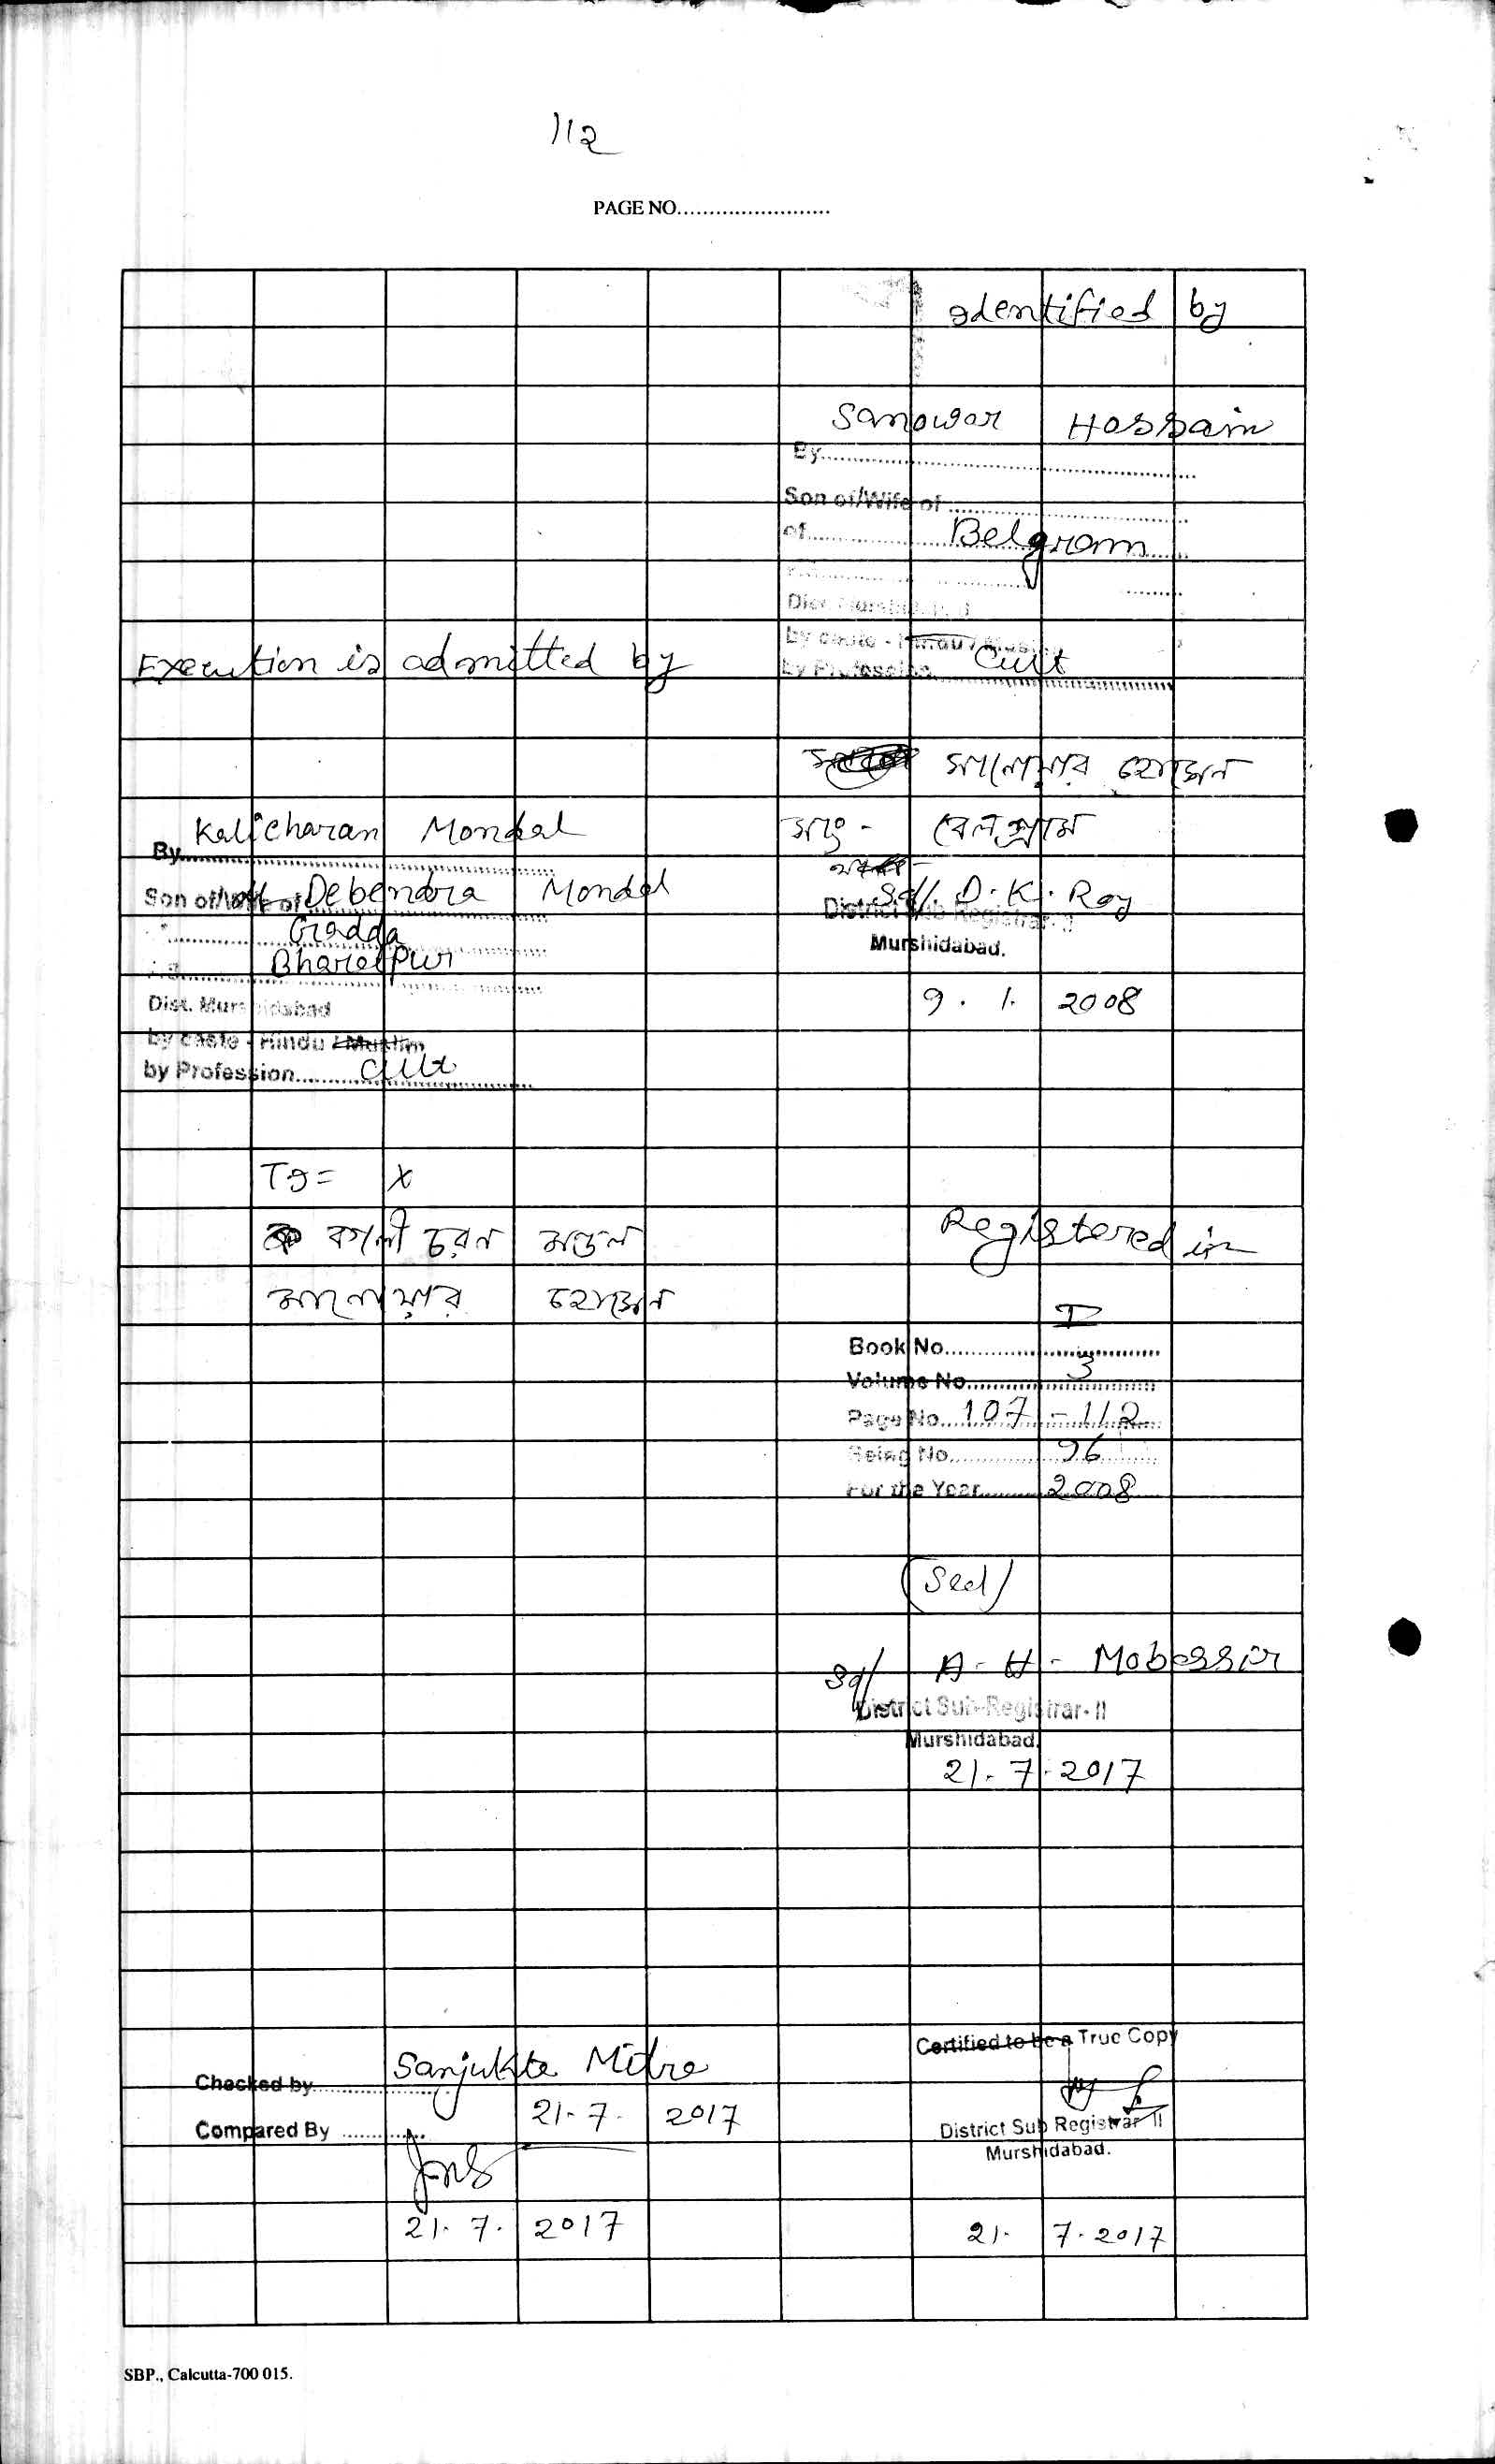 112
PAGE NO.........................
Identified by
Sanowar Hossain
By
Son of/Wife of
of Belgram
Dist. Murshidabad
by caste - Hindu / Muslim
by Profession Cult
Execution is admitted by
সানোয়ার হোসেন
সাং - বেলগ্রাম
Sd/. D. K. Roy
District Sub Registrar-II
Murshidabad.
9. 1. 2008
Kalicharan Mondal
By
Son of/Wife of Debendra Mondal
Gadda
Bharatpur
Dist. Murshidabad
by caste - Hindu / Muslim
by Profession Cult
কালী চরন মন্ডল
সানোয়ার হোসেন
Registered in
Book No. I
Volume No. 3
Page No. 107 - 112
Being No. 96
For the Year 2008
(Seal)
Sd/ A - H - Mobassir
District Sub-Registrar-II
Murshidabad.
21. 7. 2017
Certified to be a True Copy
Checked by Sanjukta Mitra
21. 7. 2017
Compared By
District Sub Registrar II
Murshidabad.
21. 7. 2017
21. 7. 2017
SBP., Calcutta-700 015.